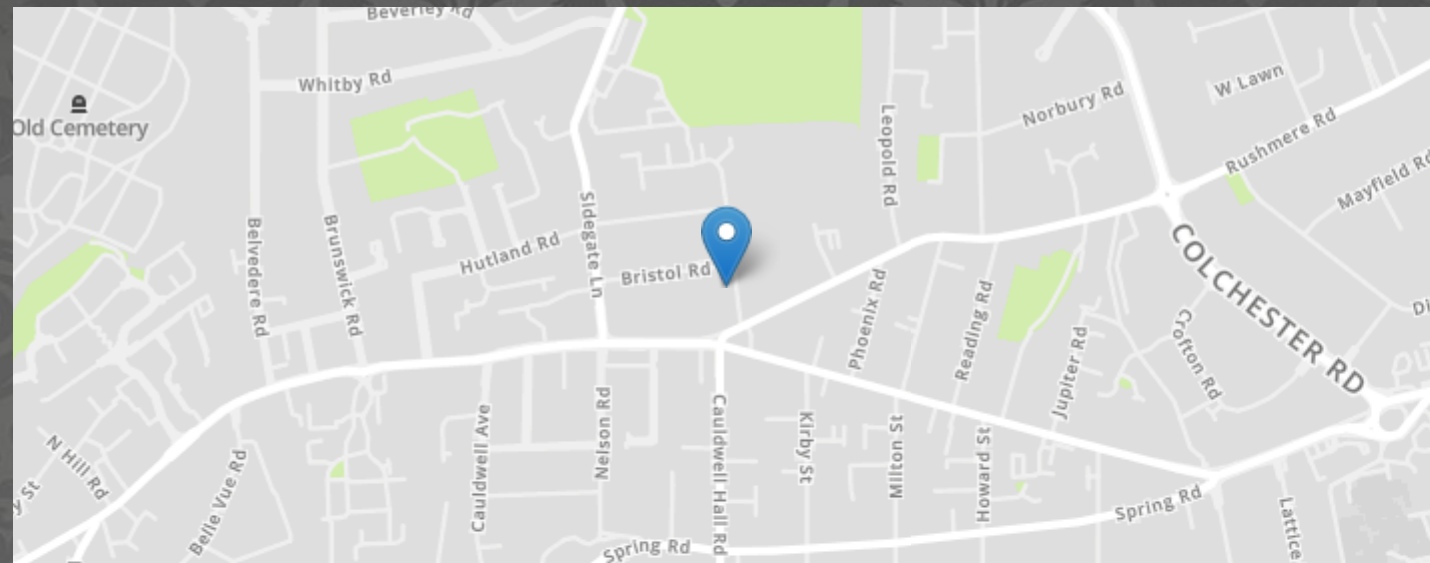 Beverley Rd
Whitby Rd
Old Cemetery
Norbury Rd
W Lawn
Rushmere Rd
Leopold Rd
Mayfield Rd
Sidegate Ln
Belvedere Rd
Brunswick Rd
Hutland Rd
Bristol Rd
COLCHESTER RD
Phoenix Rd
Reading Rd
Jupiter Rd
Crofton Rd
Di
N Hill Rd
y St
Belle Vue Rd
Cauldwell Ave
Nelson Rd
Cauldwell Hall Rd
Kirby St
Milton St
Howard St
Spring Rd
Spring Rd
Lattice